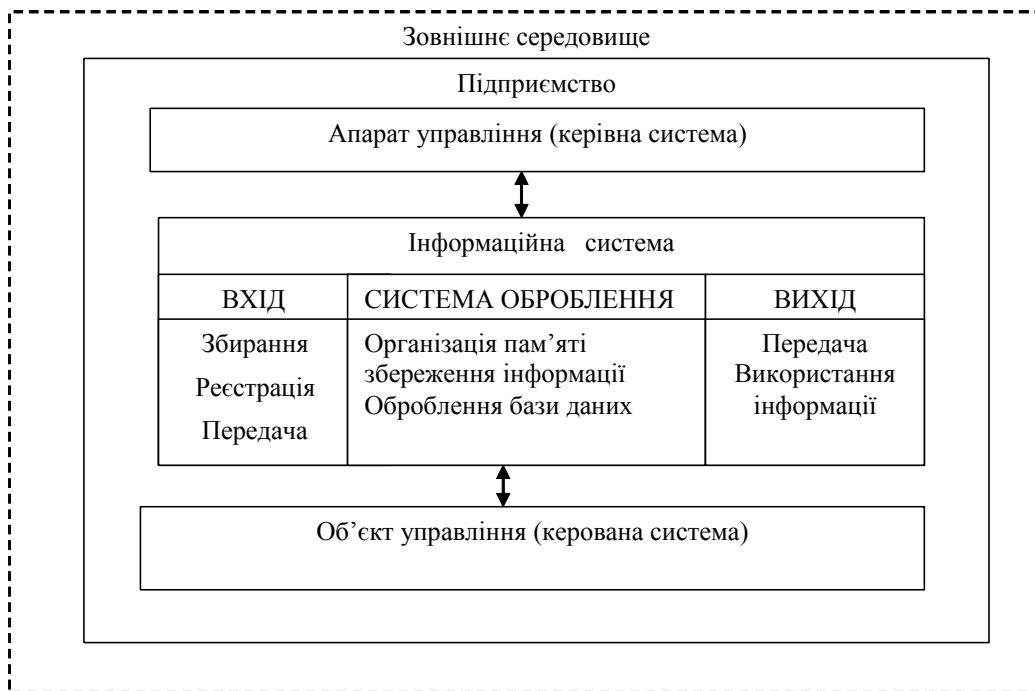 Зовнішнє середовище
Підприємство
Апарат управління (керівна система)
Інформаційна система
ВХІД
СИСТЕМА ОБРОБЛЕННЯ
ВИХІД
Збирання
Реєстрація
Передача
Організація пам’яті
збереження інформації
Оброблення бази даних
Передача
Використання
інформації
Об’єкт управління (керована система)